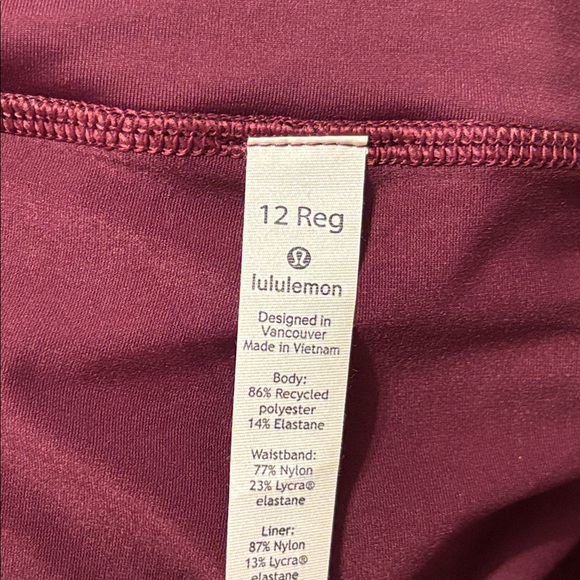 12 Reg
lululemon
Designed in
Vancouver
Made in Vietnam
Body:
86% Recycled
polyester
14% Elastane
Waistband:
77% Nylon
23% Lycra®
elastane
Liner:
87% Nylon
13% Lycra®
elastane